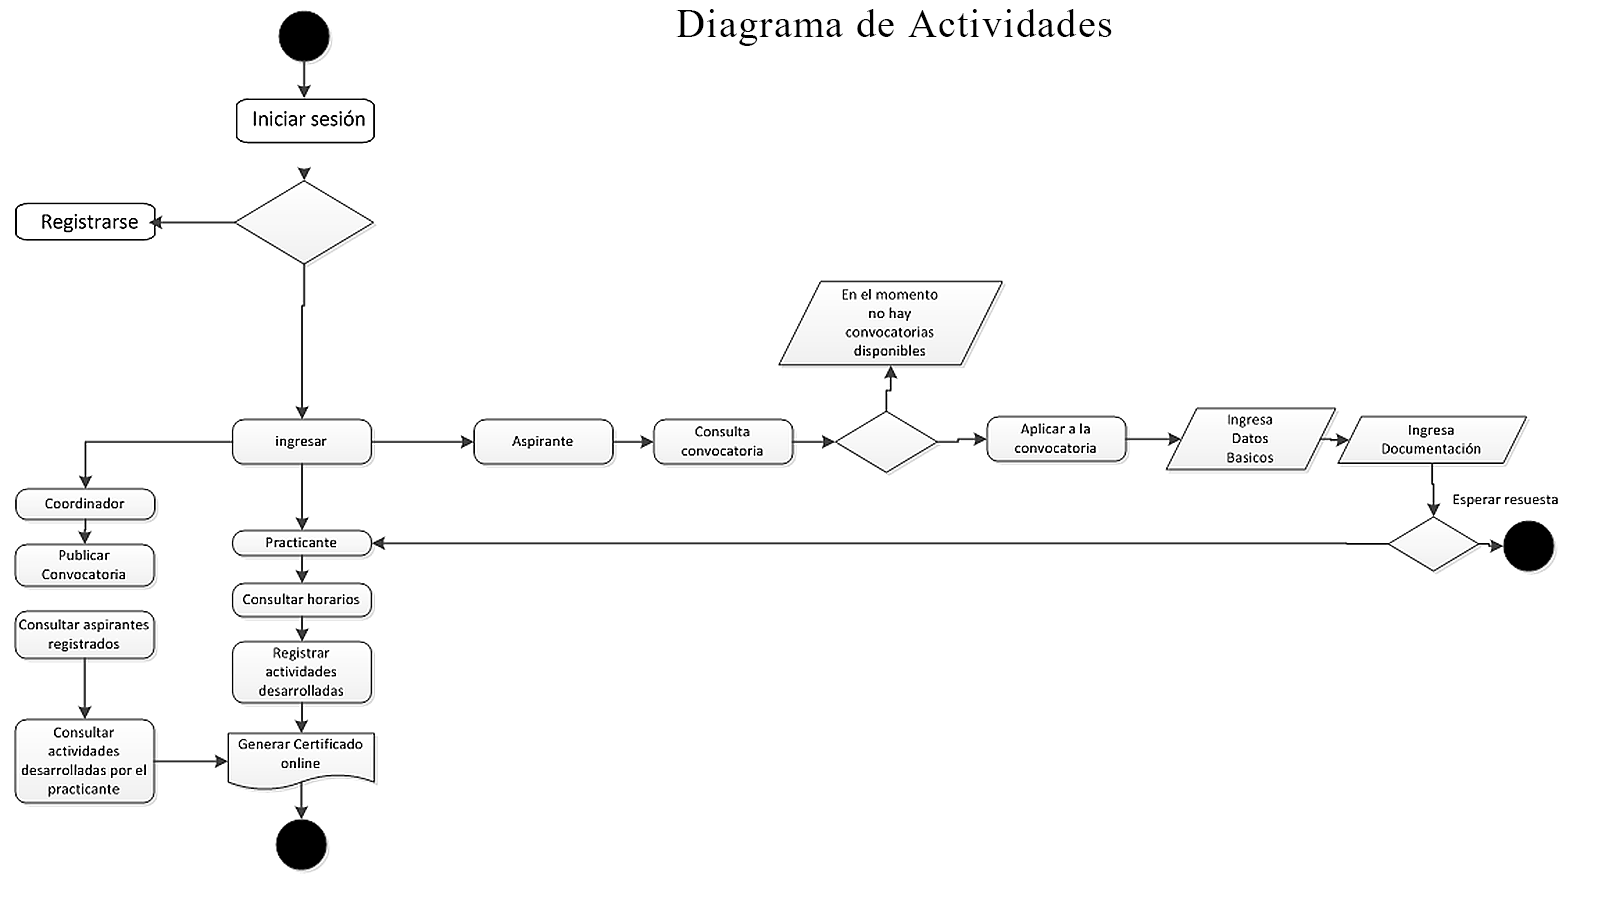 Diagrama de Actividades
Iniciar sesión
Registrarse
En el momento
no hay
convocatorias
disponibles
ingresar
Aspirante
Consulta
convocatoria
Aplicar a la
convocatoria
Ingresa
Datos
Basicos
Ingresa
Documentación
Esperar resuesta
Coordinador
Publicar
Convocatoria
Consultar aspirantes
registrados
Consultar
actividades
desarrolladas por el
practicante
Practicante
Consultar horarios
Registrar
actividades
desarrolladas
Generar Certificado
online